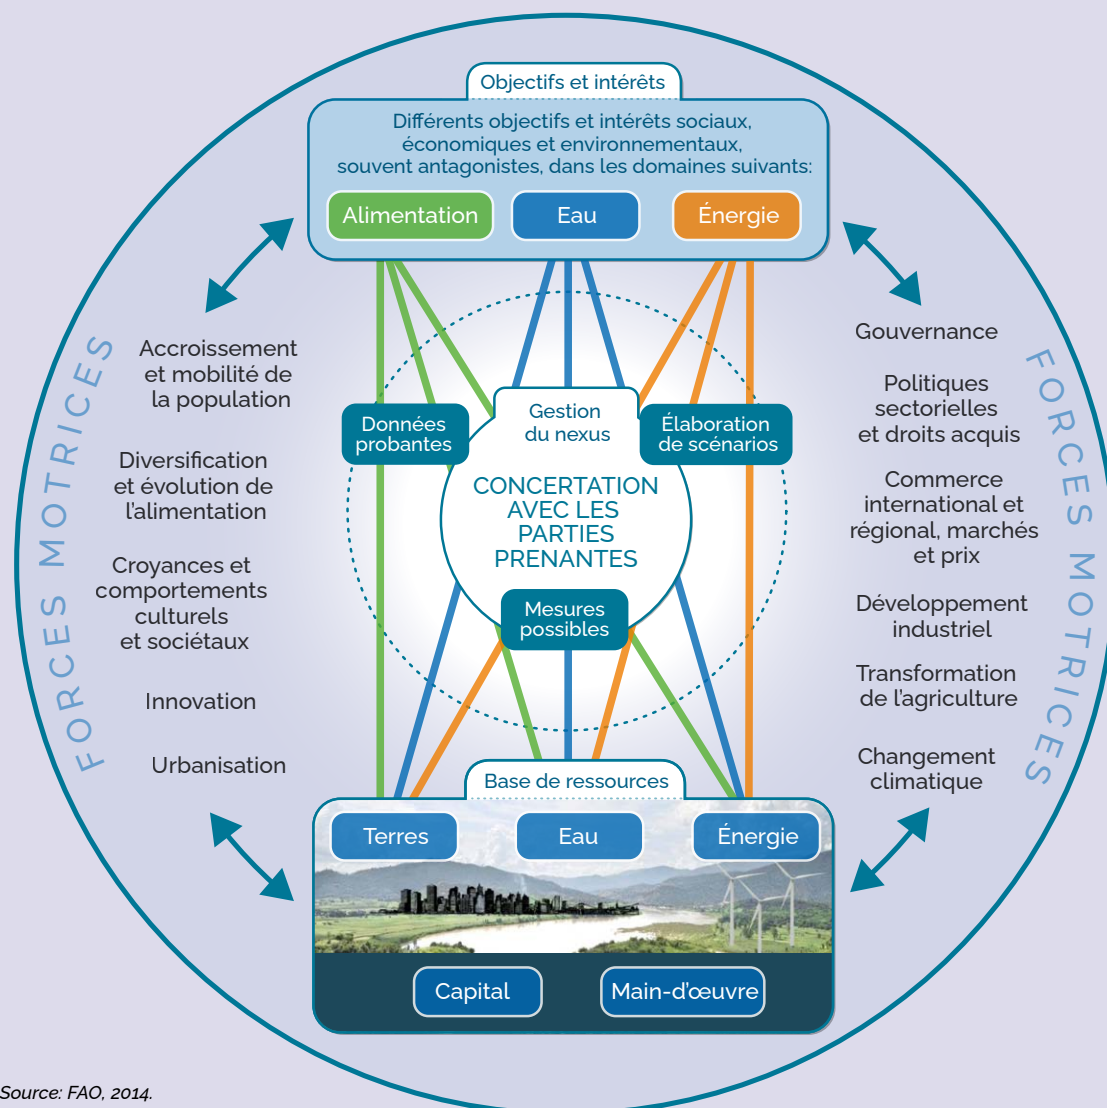 Objectifs et intérêts
Différents objectifs et intérêts sociaux,
économiques et environnementaux,
souvent antagonistes, dans les domaines suivants:
Alimentation
Eau
Énergie
FORCES MOTRICES
Accroissement
et mobilité de
la population
Diversification
et évolution de
l'alimentation
Croyances et
comportements
culturels
et sociétaux
Innovation
Urbanisation
Données
probantes
Gestion
du nexus
Élaboration
de scénarios
CONCERTATION
AVEC LES
PARTIES
PRENANTES
Mesures
possibles
Gouvernance
Politiques
sectorielles
et droits acquis
Commerce
international et
régional, marchés
et prix
Développement
industriel
Transformation
de l'agriculture
Changement
climatique
FORCES MOTRICES
Base de ressources
Terres
Eau
Énergie
Capital
Main-d'œuvre
Source: FAO, 2014.